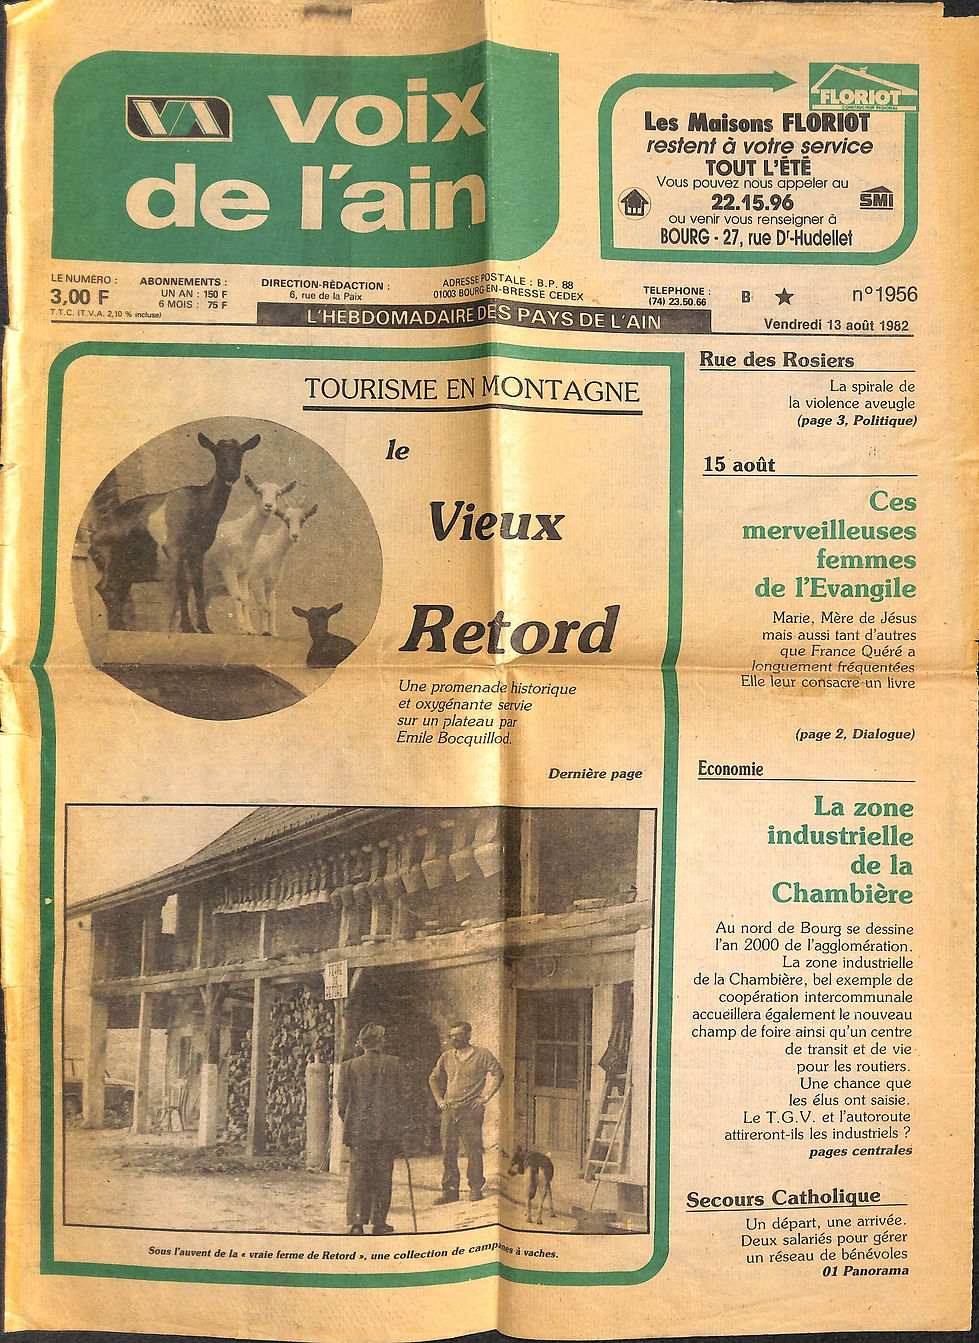 VA voix
de l'ain
FLORIOT
CONSTRUCTEUR REGIONAL
Les Maisons FLORIOT
restent à votre service
TOUT L'ÉTÉ
Vous pouvez nous appeler au
22.15.96
ou venir vous renseigner à
BOURG - 27, rue Dr-Hudellet
SMI
LE NUMÉRO :
3,00 F
T.T.C. (T.V.A. 2,10 % incluse)
ABONNEMENTS :
UN AN : 150 F
6 MOIS : 75 F
DIRECTION-RÉDACTION :
6, rue de la Paix
ADRESSE POSTALE : B.P. 88
01003 BOURG-EN-BRESSE CEDEX
TELEPHONE :
(74) 23.50.66
B ★ n° 1956
L'HEBDOMADAIRE DES PAYS DE L'AIN
Vendredi 13 août 1982
TOURISME EN MONTAGNE
le
Vieux
Retord
Une promenade historique
et oxygénante servie
sur un plateau par
Emile Bocquillod.
Dernière page
FERME
DE
RETORD
Sous l'auvent de la « vraie ferme de Retord », une collection de campanes à vaches.
Rue des Rosiers
La spirale de
la violence aveugle
(page 3, Politique)
15 août
Ces
merveilleuses
femmes
de l'Evangile
Marie, Mère de Jésus
mais aussi tant d'autres
que France Quéré a
longuement fréquentées
Elle leur consacre un livre
(page 2, Dialogue)
Economie
La zone
industrielle
de la
Chambière
Au nord de Bourg se dessine
l'an 2000 de l'agglomération.
La zone industrielle
de la Chambière, bel exemple de
coopération intercommunale
accueillera également le nouveau
champ de foire ainsi qu'un centre
de transit et de vie
pour les routiers.
Une chance que
les élus ont saisie.
Le T.G.V. et l'autoroute
attireront-ils les industriels ?
pages centrales
Secours Catholique
Un départ, une arrivée.
Deux salariés pour gérer
un réseau de bénévoles
01 Panorama